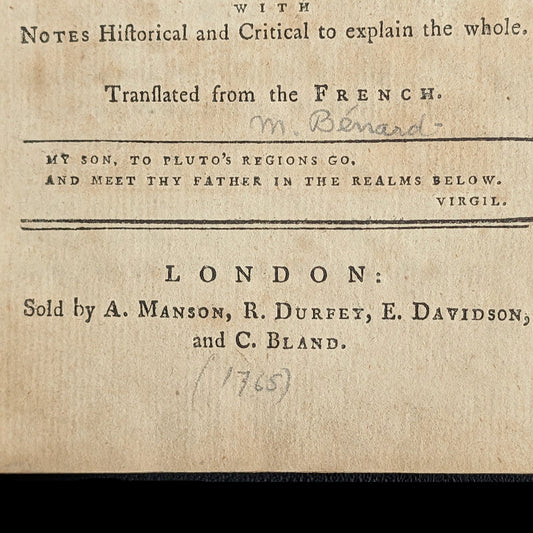 WITH
NOTES Hiſtorical and Critical to explain the whole.
Tranſlated from the FRENCH.
M. Bénard-
MY SON, TO PLUTO'S REGIONS GO,
AND MEET THY FATHER IN THE REALMS BELOW.
VIRGIL.
LONDON:
Sold by A. MANSON, R. DURFEY, E. DAVIDSON,
and C. BLAND.
(1765)